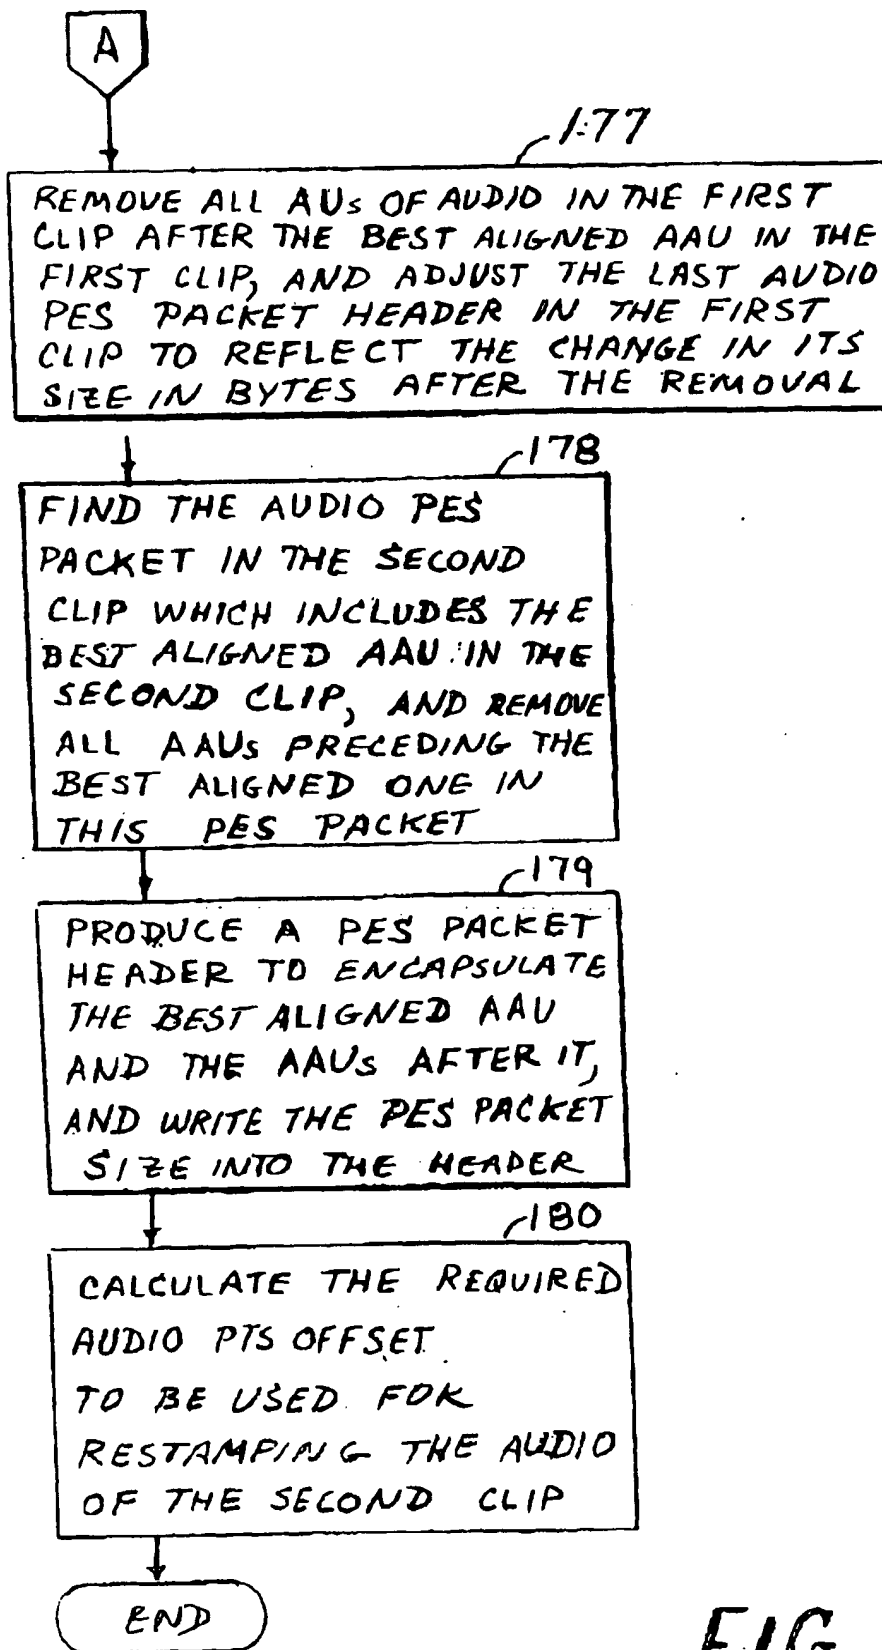 A
177
REMOVE ALL AUs OF AUDIO IN THE FIRST
CLIP AFTER THE BEST ALIGNED AAU IN THE
FIRST CLIP, AND ADJUST THE LAST AUDIO
PES PACKET HEADER IN THE FIRST
CLIP TO REFLECT THE CHANGE IN ITS
SIZE IN BYTES AFTER THE REMOVAL
178
FIND THE AUDIO PES
PACKET IN THE SECOND
CLIP WHICH INCLUDES THE
BEST ALIGNED AAU IN THE
SECOND CLIP, AND REMOVE
ALL AAUs PRECEDING THE
BEST ALIGNED ONE IN
THIS PES PACKET
179
PRODUCE A PES PACKET
HEADER TO ENCAPSULATE
THE BEST ALIGNED AAU
AND THE AAUs AFTER IT,
AND WRITE THE PES PACKET
SIZE INTO THE HEADER
180
CALCULATE THE REQUIRED
AUDIO PTS OFFSET
TO BE USED FOR
RESTAMPING THE AUDIO
OF THE SECOND CLIP
END
FIG